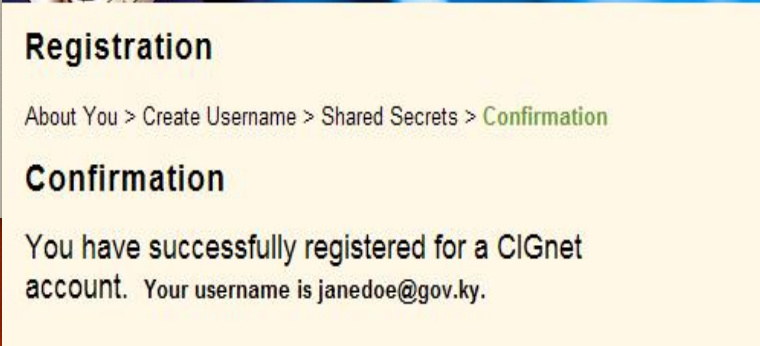 Registration
About You > Create Username > Shared Secrets > Confirmation
Confirmation
You have successfully registered for a CIGnet
account. Your username is janedoe@gov.ky.